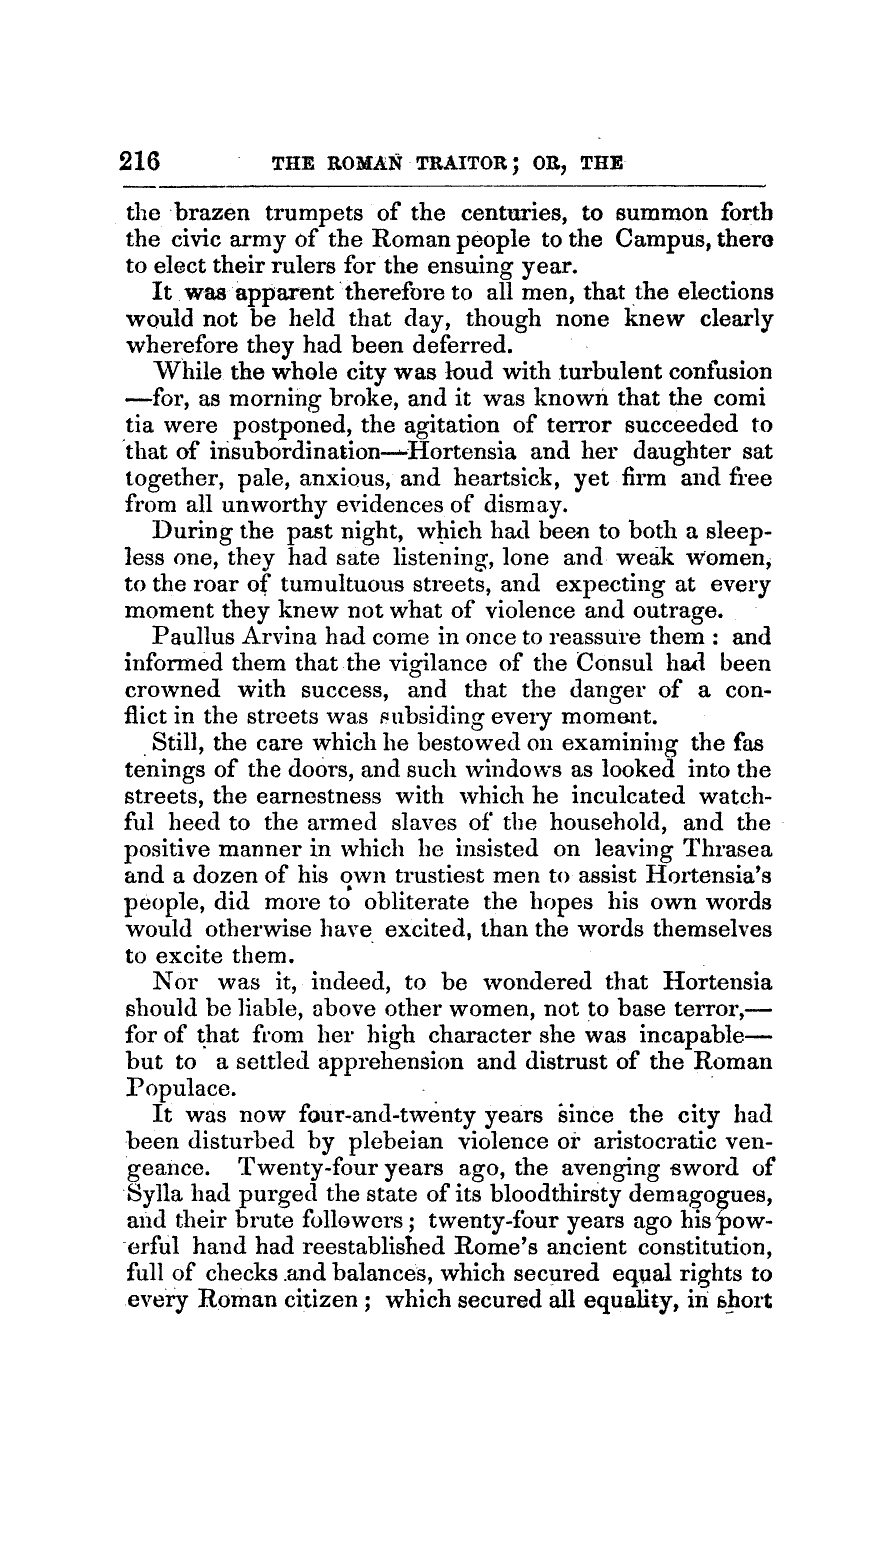 216 THE ROMAN TRAITOR; OR, THE
the brazen trumpets of the centuries, to summon forth
the civic army of the Roman people to the Campus, there
to elect their rulers for the ensuing year.
It was apparent therefore to all men, that the elections
would not be held that day, though none knew clearly
wherefore they had been deferred.
While the whole city was loud with turbulent confusion
—for, as morning broke, and it was known that the comi
tia were postponed, the agitation of terror succeeded to
that of insubordination—Hortensia and her daughter sat
together, pale, anxious, and heartsick, yet firm and free
from all unworthy evidences of dismay.
During the past night, which had been to both a sleep-
less one, they had sate listening, lone and weak women,
to the roar of tumultuous streets, and expecting at every
moment they knew not what of violence and outrage.
Paullus Arvina had come in once to reassure them : and
informed them that the vigilance of the Consul had been
crowned with success, and that the danger of a con-
flict in the streets was subsiding every moment.
Still, the care which he bestowed on examining the fas
tenings of the doors, and such windows as looked into the
streets, the earnestness with which he inculcated watch-
ful heed to the armed slaves of the household, and the
positive manner in which he insisted on leaving Thrasea
and a dozen of his own trustiest men to assist Hortensia's
people, did more to obliterate the hopes his own words
would otherwise have excited, than the words themselves
to excite them.
Nor was it, indeed, to be wondered that Hortensia
should be liable, above other women, not to base terror,—
for of that from her high character she was incapable—
but to a settled apprehension and distrust of the Roman
Populace.
It was now four-and-twenty years since the city had
been disturbed by plebeian violence or aristocratic ven-
geance. Twenty-four years ago, the avenging sword of
Sylla had purged the state of its bloodthirsty demagogues,
and their brute followers; twenty-four years ago his pow-
erful hand had reestablished Rome's ancient constitution,
full of checks and balances, which secured equal rights to
every Roman citizen; which secured all equality, in short